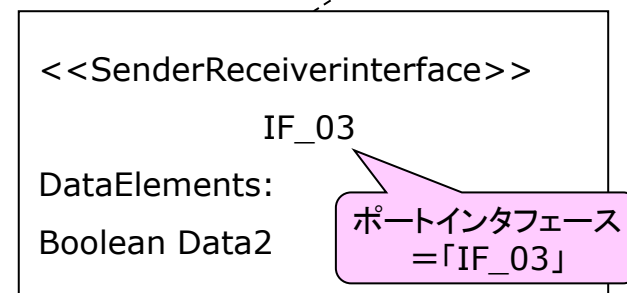 <<SenderReceiverinterface>>
IF_03
DataElements:
Boolean Data2
ポートインタフェース
=「IF_03」